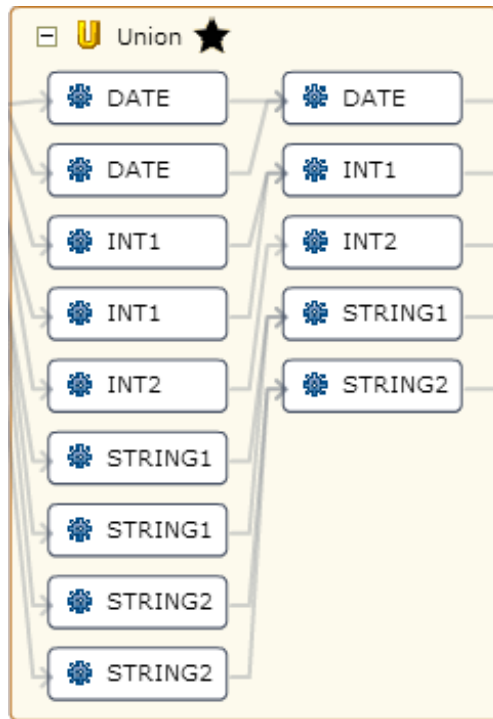 Union
DATE
DATE
INT1
INT1
INT2
STRING1
STRING1
STRING2
STRING2
DATE
INT1
INT2
STRING1
STRING2